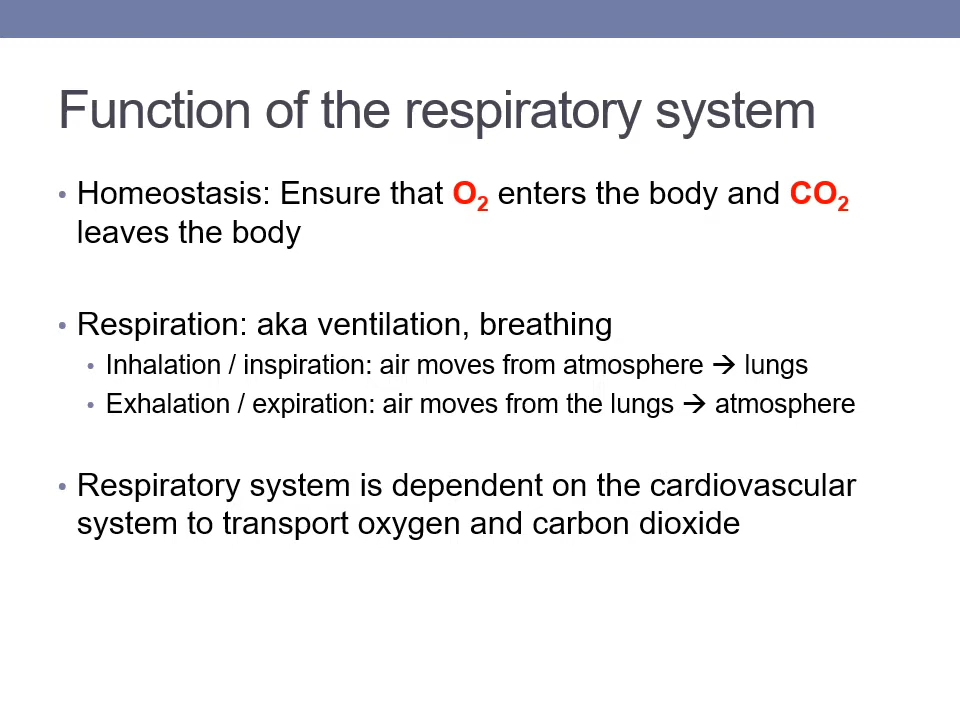 Function of the respiratory system
• Homeostasis: Ensure that O₂ enters the body and CO₂
leaves the body
• Respiration: aka ventilation, breathing
• Inhalation / inspiration: air moves from atmosphere → lungs
• Exhalation / expiration: air moves from the lungs → atmosphere
• Respiratory system is dependent on the cardiovascular
system to transport oxygen and carbon dioxide